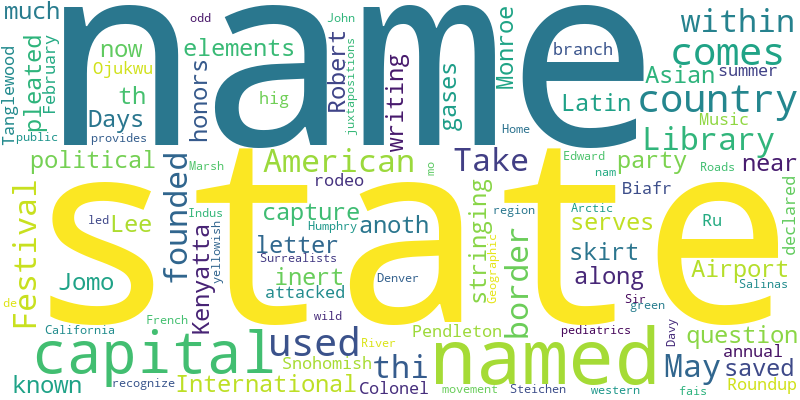 much
odd
John
name
comes
within
Tanglewood
February
pleated
now
elements
juxtapositions
Robert
Monroe
branch
Asian
summer
Ojukwu
honors
writing
gases
th
hig
Latin
country
Days
Music
public
provides
Home
Library
political
Marsh
American
Take
Edward
party
near
founded
mo
nam
Roads
state
rodeo
Biafr
declared
Festival
Indus
capture
stringing
region
Arctic
led
Lee
Humphry
anoth
serves
Ru
yellowish
letter
border
skirt
Kenyatta
Surrealists
Geographic
along
Airport
Jomo
inert
Denver
Salinas
attacked
Sir
green
de
wild
California
French
Pendleton
pediatrics
Davy
question
capital
used
River
named
Snohomish
thi
May
annual
saved
known
recognize
International
Colonel
movement
Steichen
western
fais
Roundup